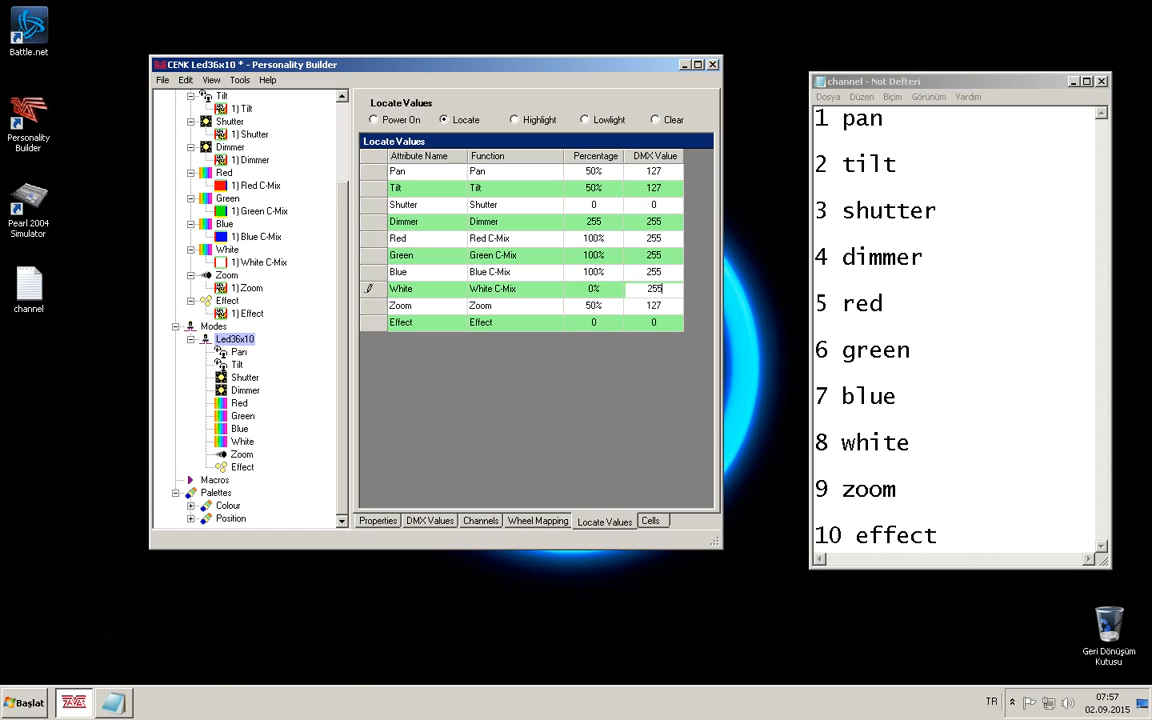 Battle.net
Personality
Builder
Pearl 2004
Simulator
channel
CENK Led36x10 * - Personality Builder
File Edit View Tools Help
Tilt
1) Tilt
Shutter
1) Shutter
Dimmer
1) Dimmer
Red
1) Red C-Mix
Green
1) Green C-Mix
Blue
1) Blue C-Mix
White
1) White C-Mix
Zoom
1) Zoom
Effect
1) Effect
Modes
Led36x10
Pan
Tilt
Shutter
Dimmer
Red
Green
Blue
White
Zoom
Effect
Macros
Palettes
Colour
Position
Locate Values
Power On Locate Highlight Lowlight Clear
Locate Values
Attribute Name Function Percentage DMX Value
Pan Pan 50% 127
Tilt Tilt 50% 127
Shutter Shutter 0 0
Dimmer Dimmer 255 255
Red Red C-Mix 100% 255
Green Green C-Mix 100% 255
Blue Blue C-Mix 100% 255
White White C-Mix 0% 255
Zoom Zoom 50% 127
Effect Effect 0 0
Properties DMX Values Channels Wheel Mapping Locate Values Cells
channel - Not Defteri
Dosya Düzen Biçim Görünüm Yardım
1 pan
2 tilt
3 shutter
4 dimmer
5 red
6 green
7 blue
8 white
9 zoom
10 effect
Geri Dönüşüm
Kutusu
Başlat
TR
07:57
02.09.2015